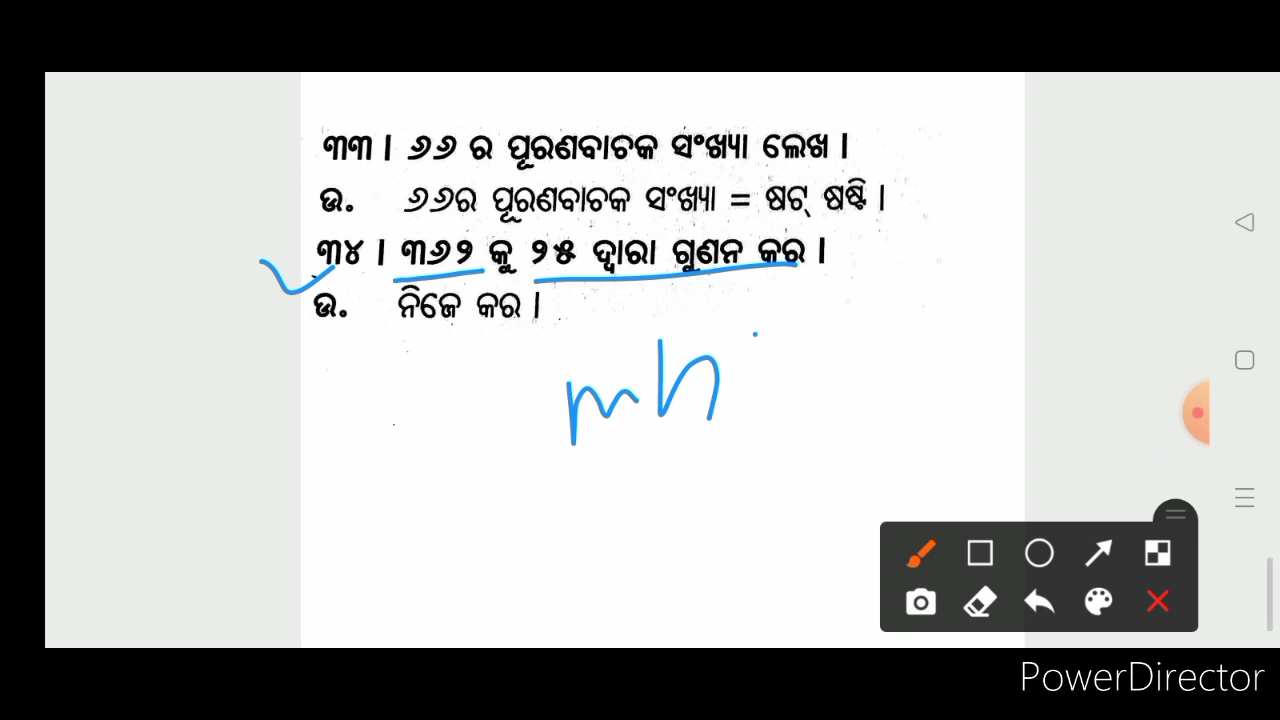 ୩୩ । ୬୬ ର ପୂରଣବାଚକ ସଂଖ୍ୟା ଲେଖ ।
ଉ. ୬୬ର ପୂରଣବାଚକ ସଂଖ୍ୟା = ଷଟ୍ ଷଷ୍ଟି ।
୩୪ । ୩୬୨ କୁ ୨୫ ଦ୍ୱାରା ଗୁଣନ କର ।
ଉ. ନିଜେ କର ।
PowerDirector